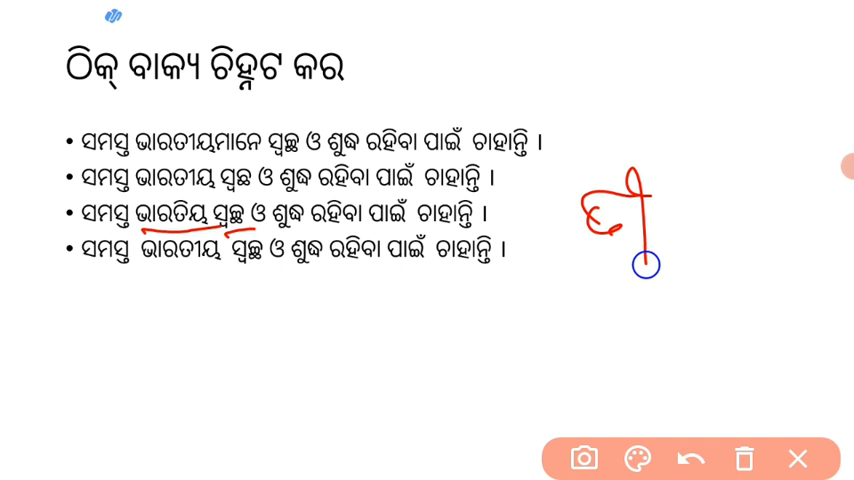 ଠିକ୍ ବାକ୍ୟ ଚିହ୍ନଟ କର
• ସମସ୍ତ ଭାରତୀୟମାନେ ସ୍ୱଚ୍ଛ ଓ ଶୁଦ୍ଧ ରହିବା ପାଇଁ ଚାହାନ୍ତି ।
• ସମସ୍ତ ଭାରତୀୟ ସ୍ୱଛ ଓ ଶୁଦ୍ଧ ରହିବା ପାଇଁ ଚାହାନ୍ତି ।
• ସମସ୍ତ ଭାରତିୟ ସ୍ୱଚ୍ଛ ଓ ଶୁଦ୍ଧ ରହିବା ପାଇଁ ଚାହାନ୍ତି ।
• ସମସ୍ତ ଭାରତୀୟ ସ୍ୱଚ୍ଛ ଓ ଶୁଦ୍ଧ ରହିବା ପାଇଁ ଚାହାନ୍ତି ।